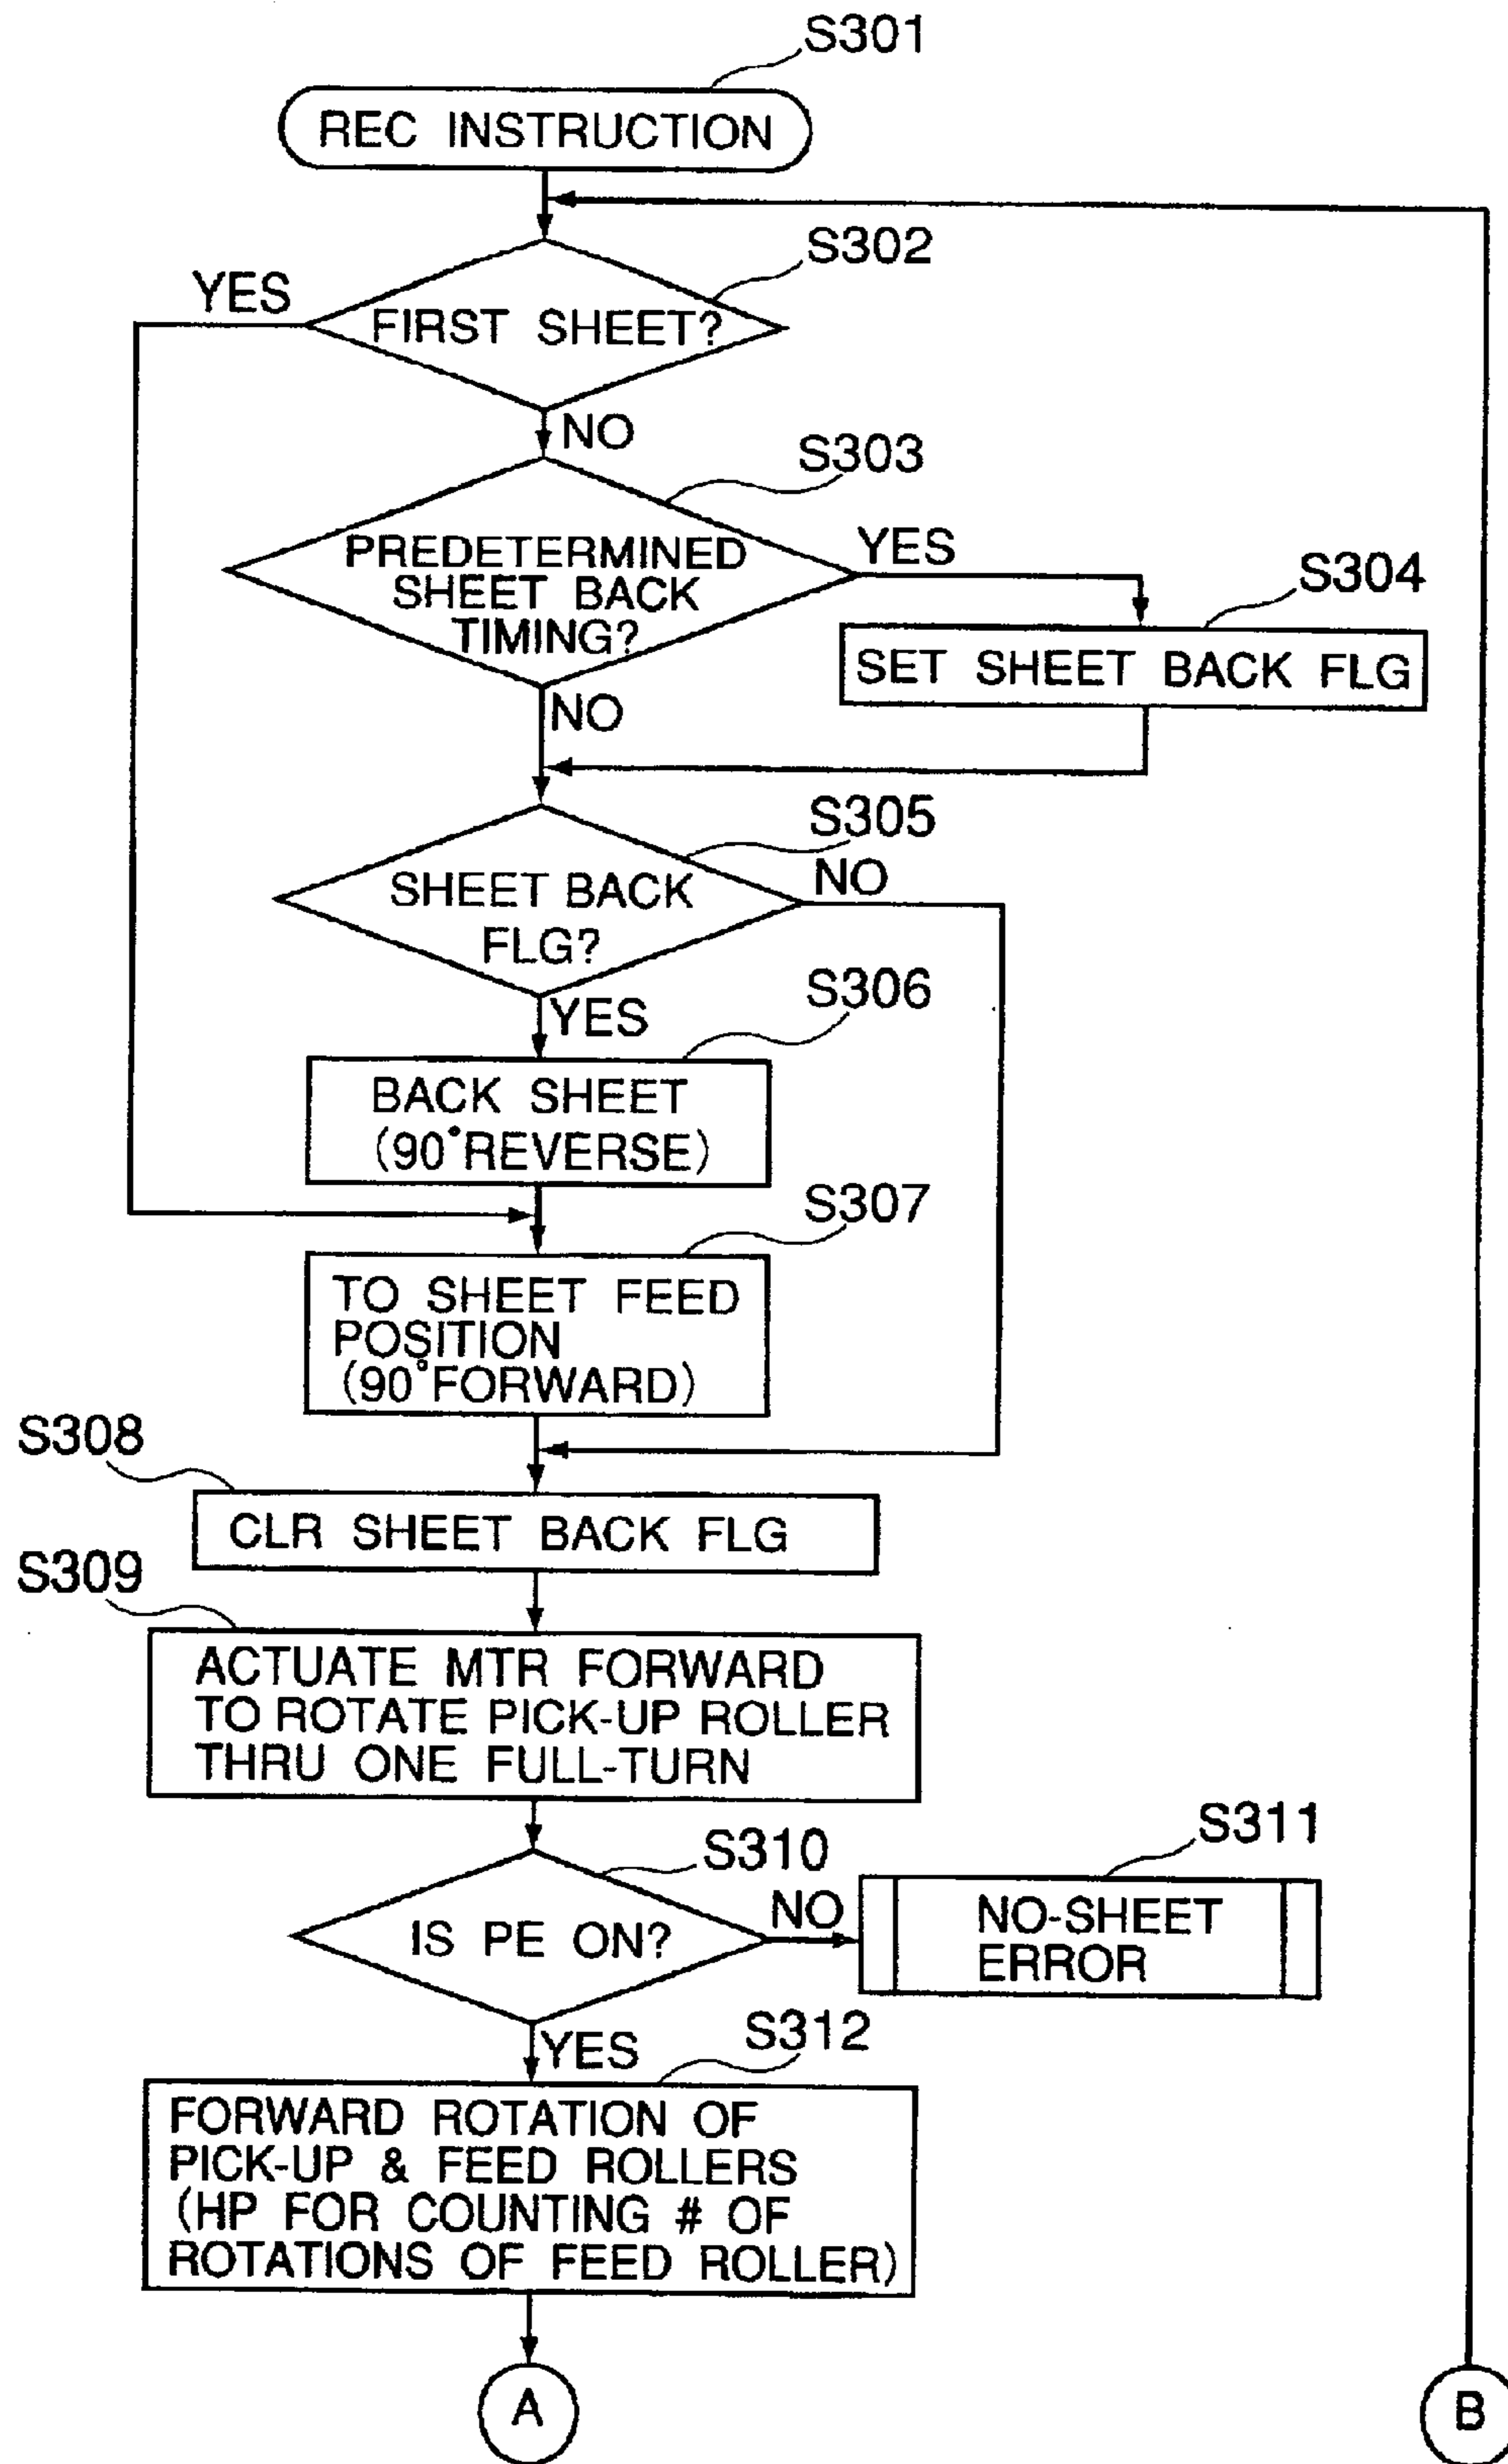 S301
REC INSTRUCTION
S302
YES
FIRST SHEET?
NO
S303
PREDETERMINED
SHEET BACK
TIMING?
YES
S304
SET SHEET BACK FLG
NO
S305
SHEET BACK
FLG?
NO
YES
S306
BACK SHEET
(90°REVERSE)
S307
TO SHEET FEED
POSITION
(90°FORWARD)
S308
CLR SHEET BACK FLG
S309
ACTUATE MTR FORWARD
TO ROTATE PICK-UP ROLLER
THRU ONE FULL-TURN
S310
IS PE ON?
NO
S311
NO-SHEET
ERROR
YES
S312
FORWARD ROTATION OF
PICK-UP & FEED ROLLERS
(HP FOR COUNTING # OF
ROTATIONS OF FEED ROLLER)
A
B